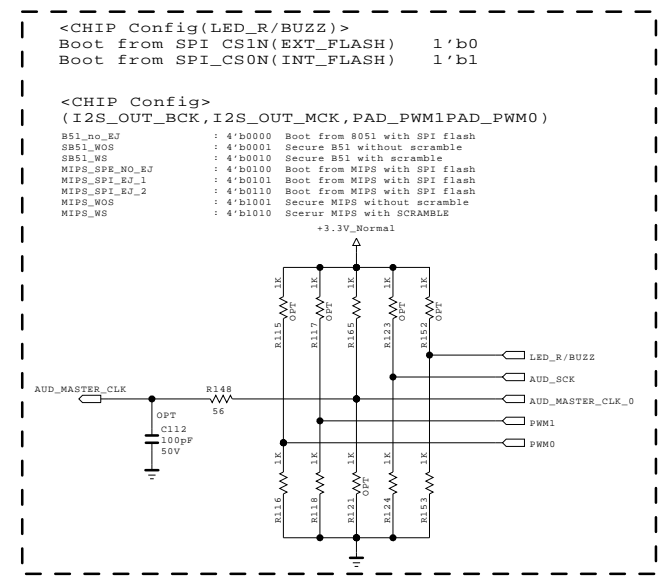 <CHIP Config(LED_R/BUZZ)>
Boot from SPI CS1N(EXT_FLASH) 1'b0
Boot from SPI_CS0N(INT_FLASH) 1'b1
<CHIP Config>
(I2S_OUT_BCK,I2S_OUT_MCK,PAD_PWM1PAD_PWM0)
B51_no_EJ : 4'b0000 Boot from 8051 with SPI flash
SB51_WOS : 4'b0001 Secure B51 without scramble
SB51_WS : 4'b0010 Secure B51 with scramble
MIPS_SPE_NO_EJ : 4'b0100 Boot from MIPS with SPI flash
MIPS_SPI_EJ_1 : 4'b0101 Boot from MIPS with SPI flash
MIPS_SPI_EJ_2 : 4'b0110 Boot from MIPS with SPI flash
MIPS_WOS : 4'b1001 Secure MIPS without scramble
MIPS_WS : 4'b1010 Scerur MIPS with SCRAMBLE
+3.3V_Normal
1K 1K 1K 1K 1K
OPT OPT OPT OPT
R115 R117 R165 R123 R152
LED_R/BUZZ
AUD_SCK
AUD_MASTER_CLK R148 AUD_MASTER_CLK_0
56
OPT
C112
100pF
50V
PWM1
PWM0
1K 1K 1K 1K 1K
OPT
R116 R118 R121 R124 R153